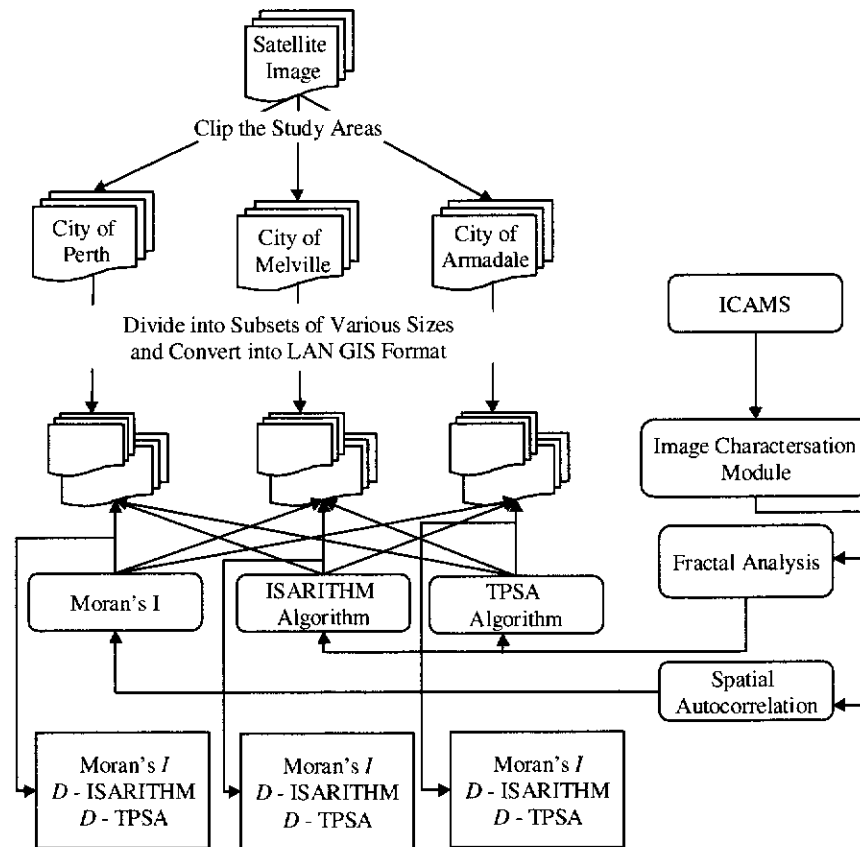 Satellite
Image
Clip the Study Areas
City of
Perth
City of
Melville
City of
Armadale
Divide into Subsets of Various Sizes
and Convert into LAN GIS Format
ICAMS
Image Charactersation
Module
Fractal Analysis
Moran's I
ISARITHM
Algorithm
TPSA
Algorithm
Spatial
Autocorrelation
Moran's I
D - ISARITHM
D - TPSA
Moran's I
D - ISARITHM
D - TPSA
Moran's I
D - ISARITHM
D - TPSA